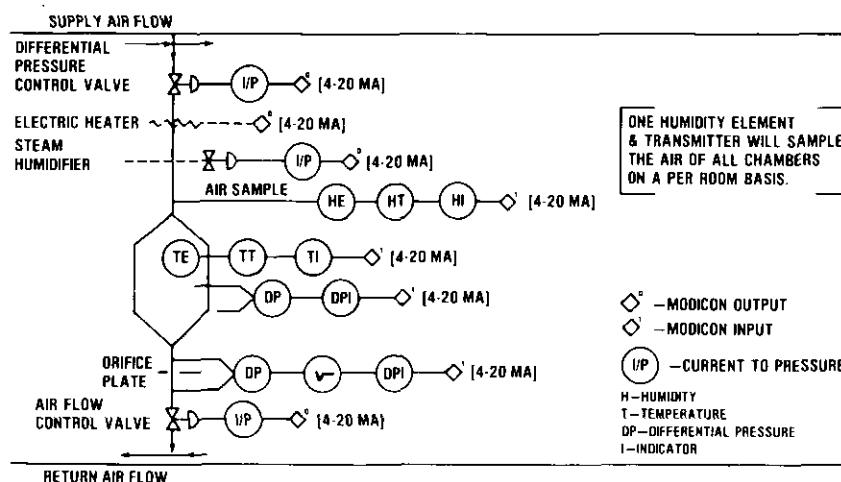 SUPPLY AIR FLOW
DIFFERENTIAL
PRESSURE
CONTROL VALVE
I/P
o
[4-20 MA]
ELECTRIC HEATER
o
[4-20 MA]
STEAM
HUMIDIFIER
I/P
o
[4-20 MA]
AIR SAMPLE
HE
HT
HI
I
[4-20 MA]
TE
TT
TI
I
[4-20 MA]
DP
DPI
I
[4-20 MA]
ORIFICE
PLATE
DP
√
DPI
I
[4-20 MA]
AIR FLOW
CONTROL VALVE
I/P
o
[4-20 MA]
RETURN AIR FLOW
ONE HUMIDITY ELEMENT
& TRANSMITTER WILL SAMPLE
THE AIR OF ALL CHAMBERS
ON A PER ROOM BASIS.
o –MODICON OUTPUT
I –MODICON INPUT
I/P –CURRENT TO PRESSURE
H–HUMIDITY
T–TEMPERATURE
DP–DIFFERENTIAL PRESSURE
I–INDICATOR